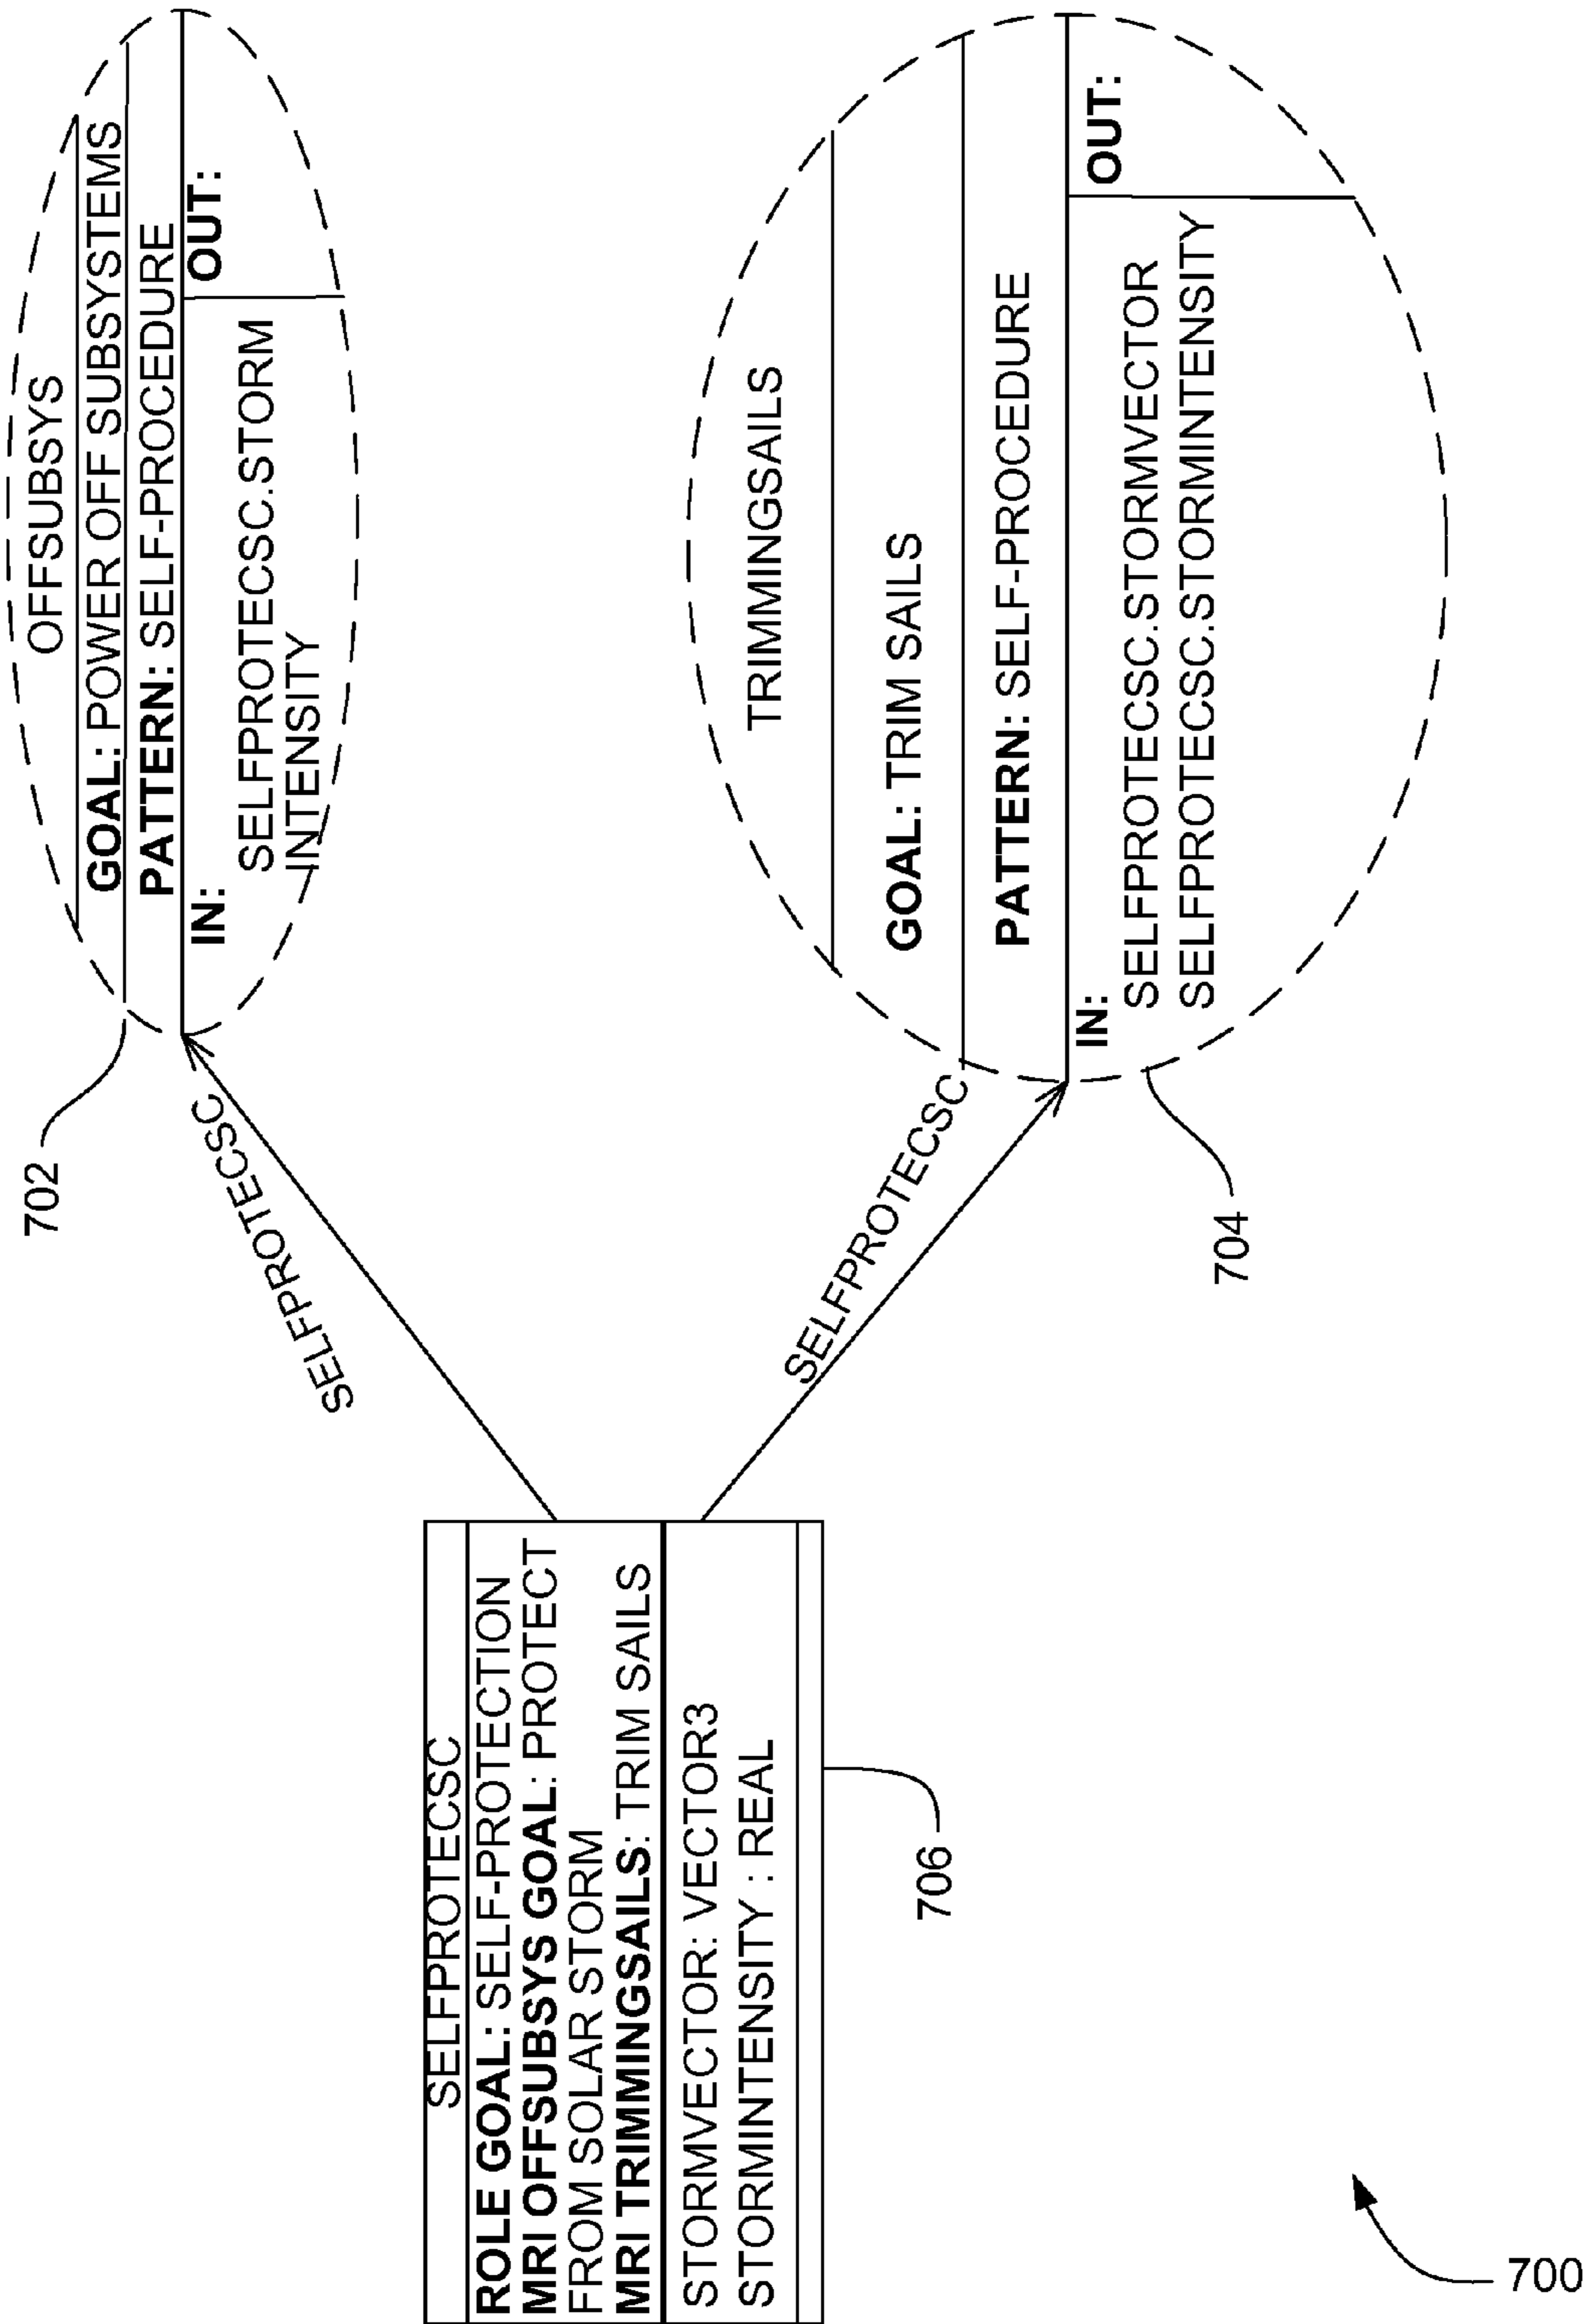 OFFSUBSYS
GOAL: POWER OFF SUBSYSTEMS
PATTERN: SELF-PROCEDURE
IN:
OUT:
SELFPROTECSC.STORM
INTENSITY
702
SELFPROTECSC
SELFPROTECSC
ROLE GOAL: SELF-PROTECTION
MRI OFFSUBSYS GOAL: PROTECT
FROM SOLAR STORM
MRI TRIMMINGSAILS: TRIM SAILS
STORMVECTOR: VECTOR3
STORMINTENSITY : REAL
706
SELFPROTECSC
TRIMMINGSAILS
GOAL: TRIM SAILS
PATTERN: SELF-PROCEDURE
IN:
OUT:
SELFPROTECSC.STORMVECTOR
SELFPROTECSC.STORMINTENSITY
704
700